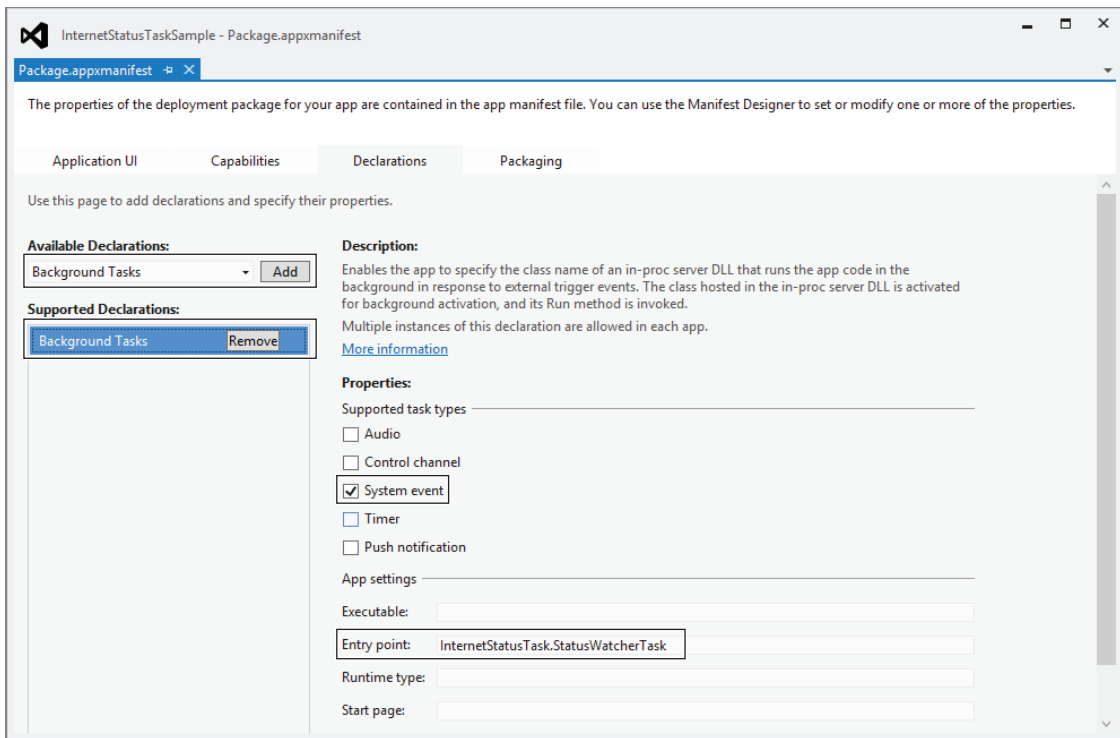 InternetStatusTaskSample - Package.appxmanifest
Package.appxmanifest
The properties of the deployment package for your app are contained in the app manifest file. You can use the Manifest Designer to set or modify one or more of the properties.
Application UI Capabilities Declarations Packaging
Use this page to add declarations and specify their properties.
Available Declarations:
Background Tasks Add
Supported Declarations:
Background Tasks Remove
Description:
Enables the app to specify the class name of an in-proc server DLL that runs the app code in the
background in response to external trigger events. The class hosted in the in-proc server DLL is activated
for background activation, and its Run method is invoked.
Multiple instances of this declaration are allowed in each app.
More information
Properties:
Supported task types
Audio
Control channel
System event
Timer
Push notification
App settings
Executable:
Entry point: InternetStatusTask.StatusWatcherTask
Runtime type:
Start page: